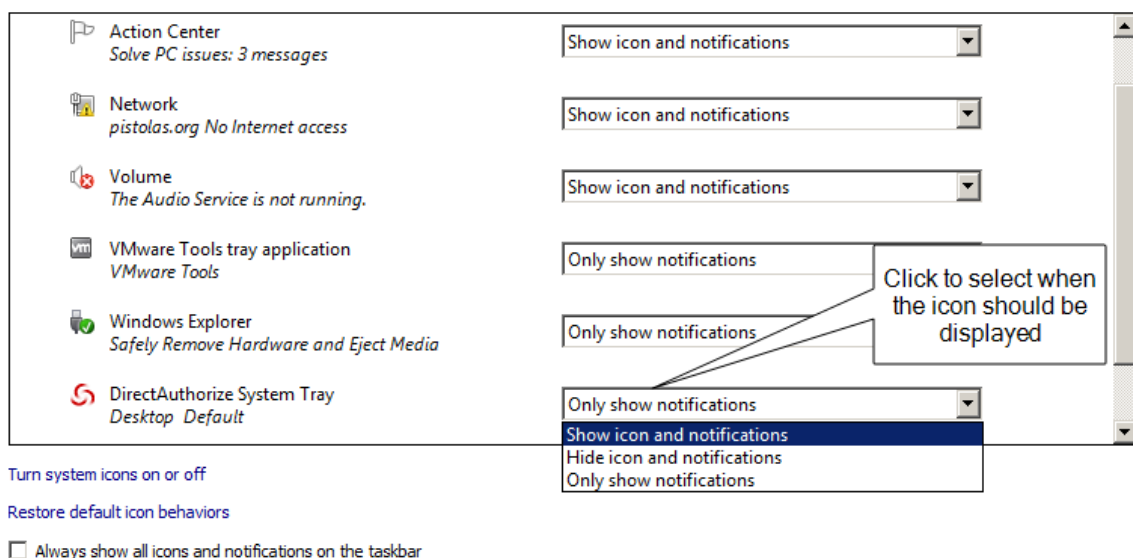 Action Center
Show icon and notifications
Solve PC issues: 3 messages
Network
Show icon and notifications
pistolas.org No Internet access
Volume
Show icon and notifications
The Audio Service is not running.
vm
VMware Tools tray application
Only show notifications
VMware Tools
Click to select when
the icon should be
displayed
Windows Explorer
Only show notifications
Safely Remove Hardware and Eject Media
DirectAuthorize System Tray
Only show notifications
Desktop Default
Show icon and notifications
Hide icon and notifications
Only show notifications
Turn system icons on or off
Restore default icon behaviors
Always show all icons and notifications on the taskbar